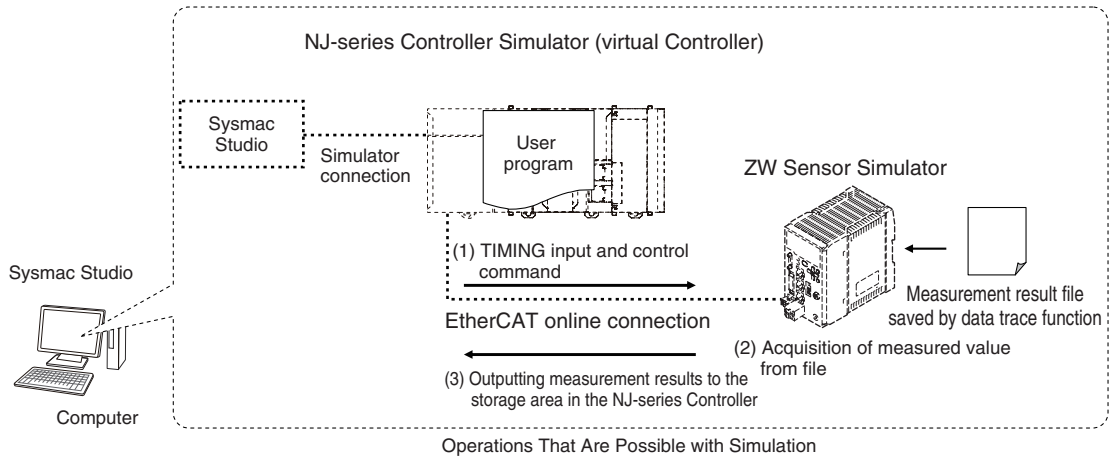 NJ-series Controller Simulator (virtual Controller)
Sysmac
Studio
Simulator
connection
User
program
ZW Sensor Simulator
(1) TIMING input and control
command
Sysmac Studio
EtherCAT online connection
Measurement result file
saved by data trace function
(2) Acquisition of measured value
from file
(3) Outputting measurement results to the
storage area in the NJ-series Controller
Computer
Operations That Are Possible with Simulation